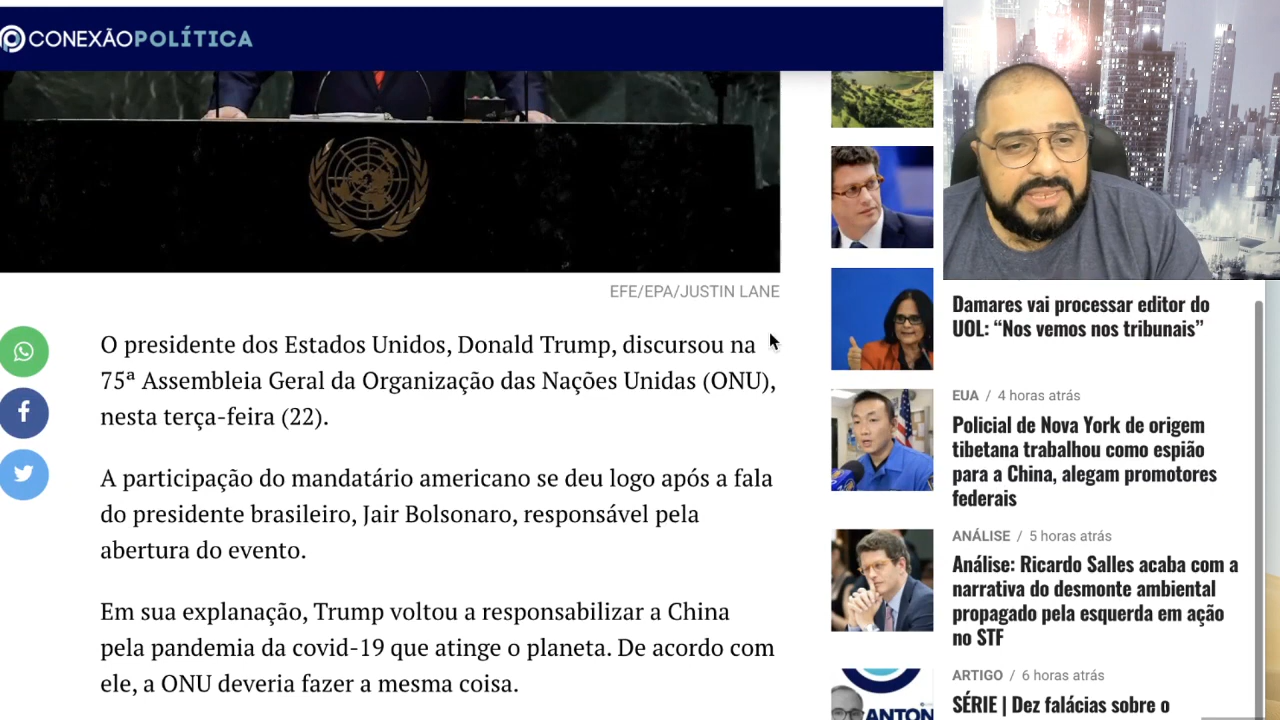 CONEXÃOPOLÍTICA
EFE/EPA/JUSTIN LANE
O presidente dos Estados Unidos, Donald Trump, discursou na
75ª Assembleia Geral da Organização das Nações Unidas (ONU),
nesta terça-feira (22).
A participação do mandatário americano se deu logo após a fala
do presidente brasileiro, Jair Bolsonaro, responsável pela
abertura do evento.
Em sua explanação, Trump voltou a responsabilizar a China
pela pandemia da covid-19 que atinge o planeta. De acordo com
ele, a ONU deveria fazer a mesma coisa.
Damares vai processar editor do
UOL: “Nos vemos nos tribunais”
EUA / 4 horas atrás
Policial de Nova York de origem
tibetana trabalhou como espião
para a China, alegam promotores
federais
ANÁLISE / 5 horas atrás
Análise: Ricardo Salles acaba com a
narrativa do desmonte ambiental
propagado pela esquerda em ação
no STF
ARTIGO / 6 horas atrás
SÉRIE | Dez falácias sobre o
ANTON